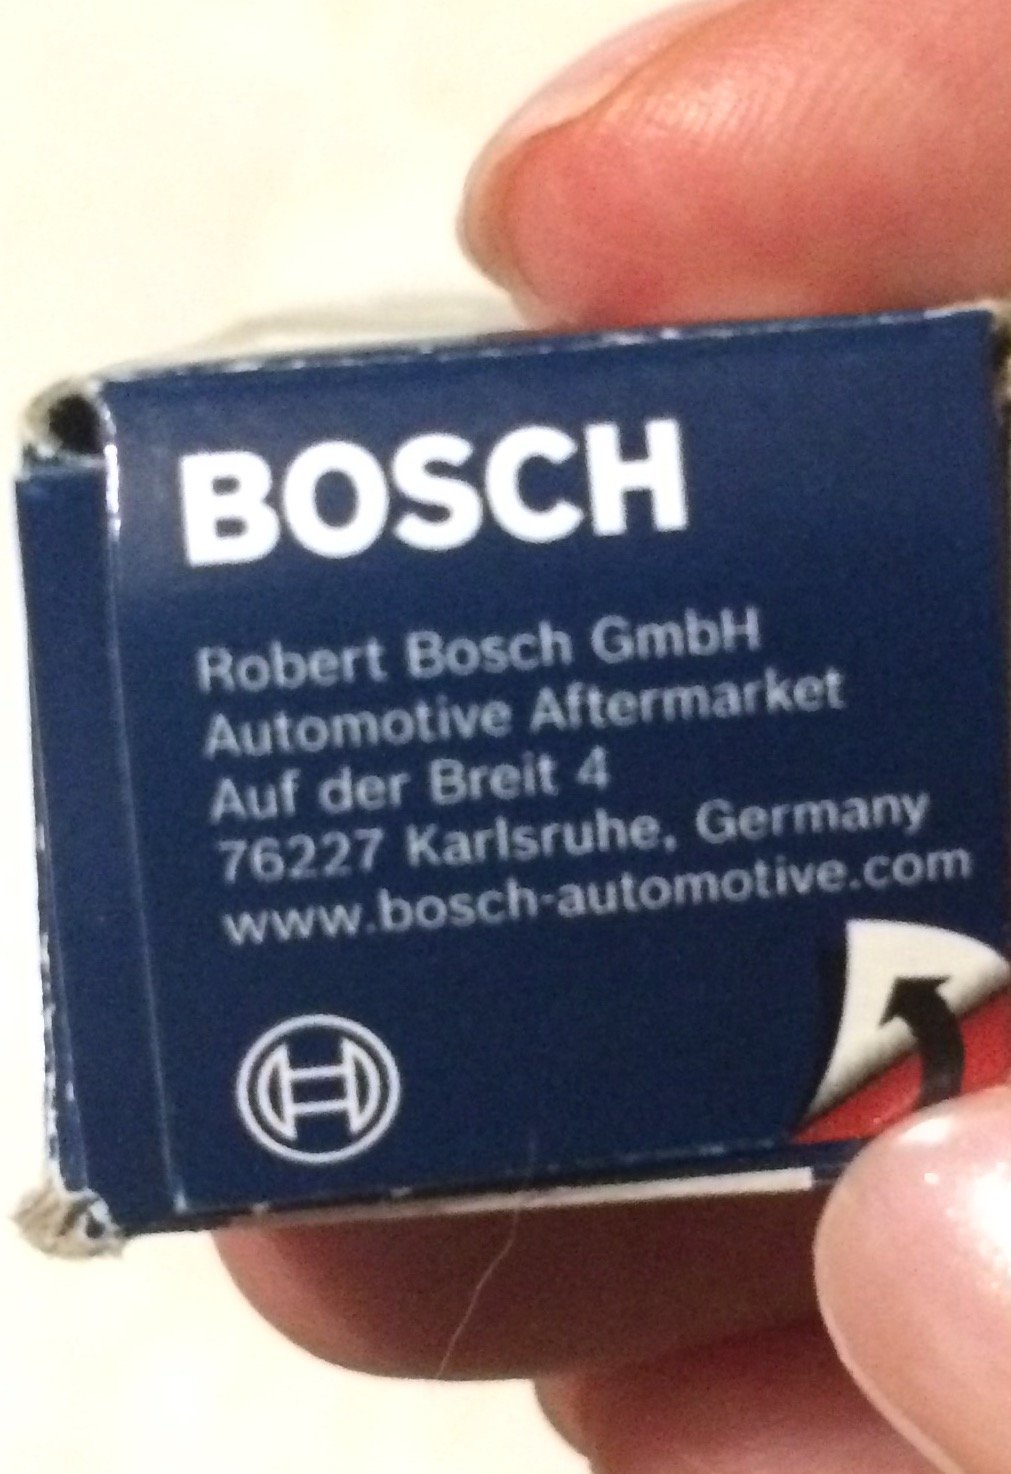 BOSCH
Robert Bosch GmbH
Automotive Aftermarket
Auf der Breit 4
76227 Karlsruhe, Germany
www.bosch-automotive.com